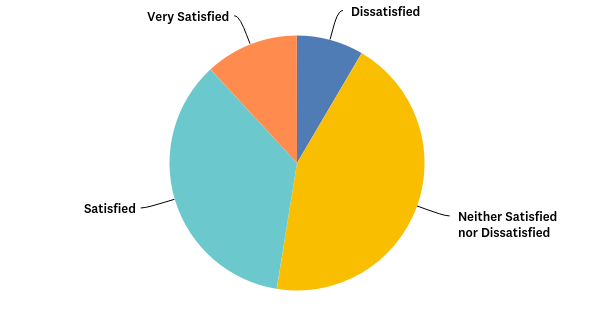 Very Satisfied
Dissatisfied
Satisfied
Neither Satisfied
nor Dissatisfied